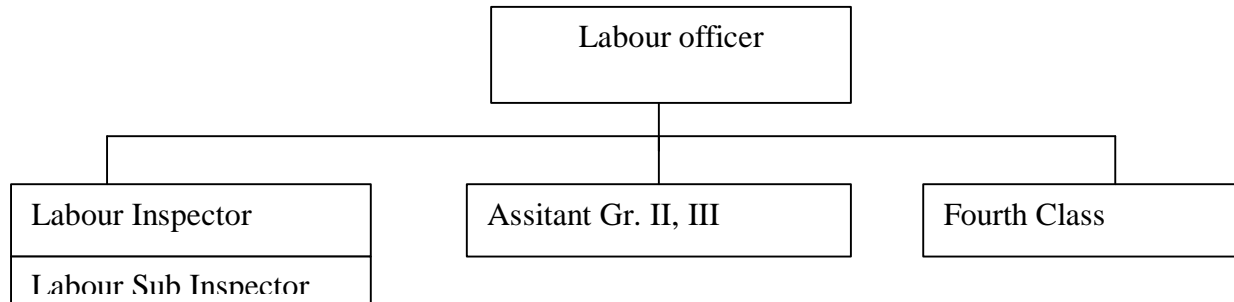 Labour officer
Labour Inspector
Assitant Gr. II, III
Fourth Class
Labour Sub Inspector